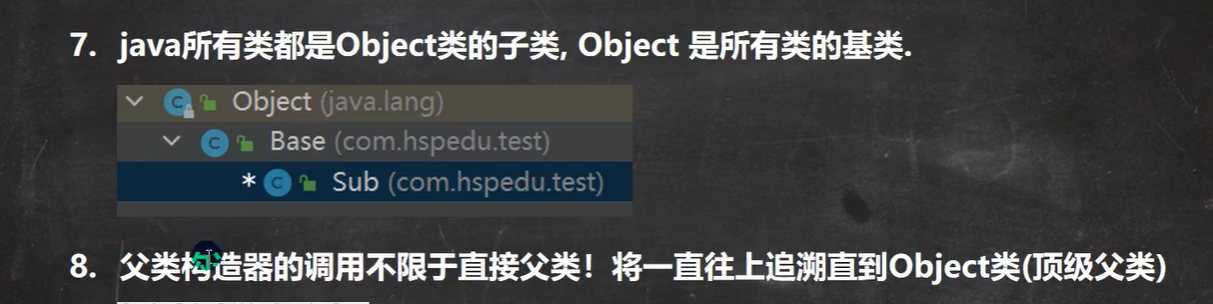 7. java所有类都是Object类的子类, Object 是所有类的基类.
Object (java.lang)
Base (com.hspedu.test)
* Sub (com.hspedu.test)
8. 父类构造器的调用不限于直接父类！将一直往上追溯直到Object类(顶级父类)